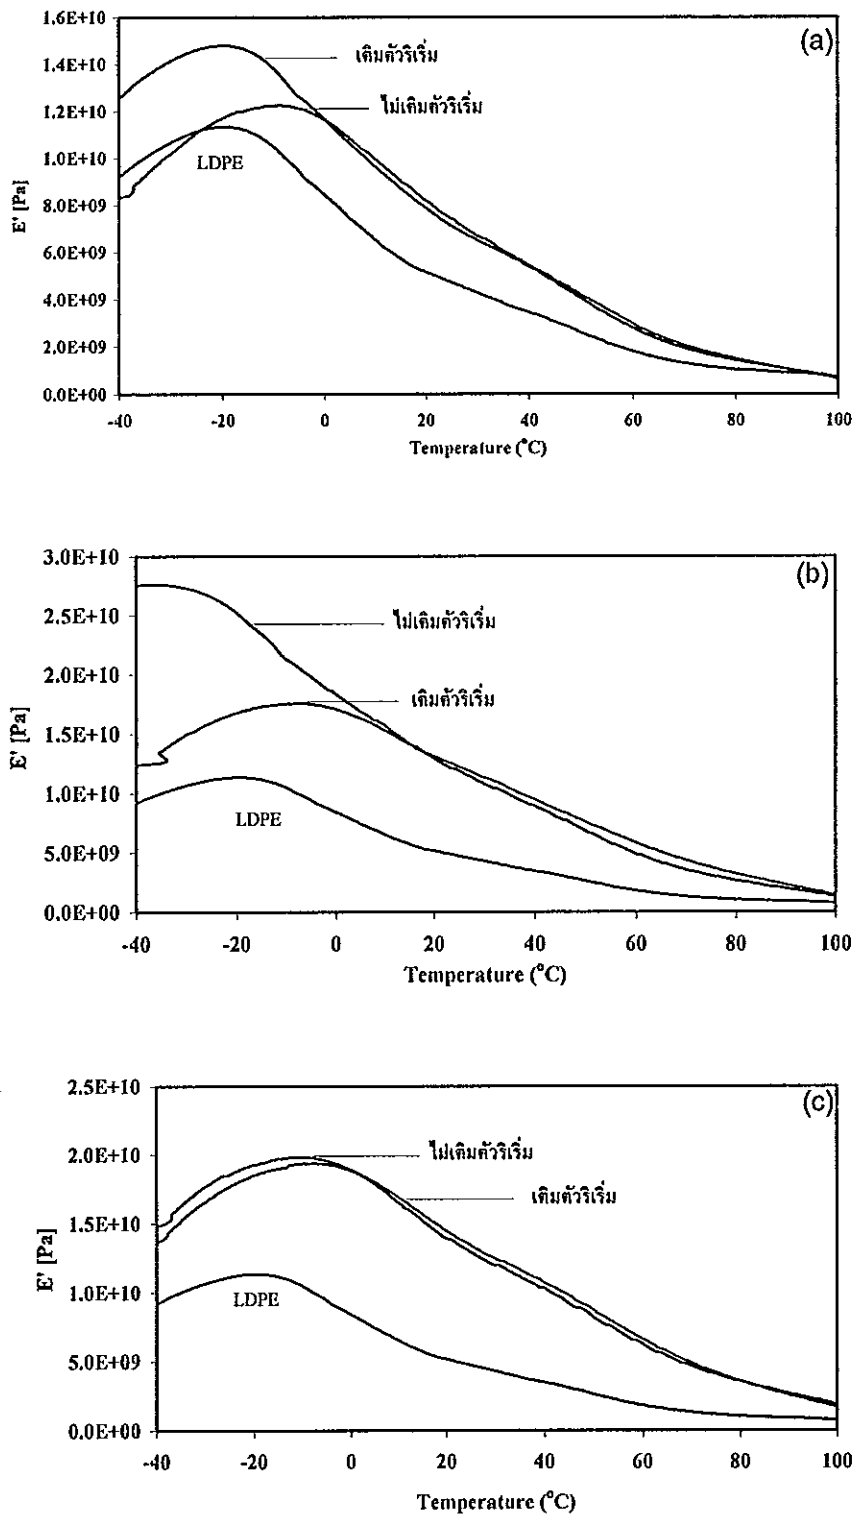 (a)
1.6E+10
1.4E+10
1.2E+10
1.0E+10
8.0E+09
6.0E+09
4.0E+09
2.0E+09
0.0E+00
E' [Pa]
เติมตัวริเริ่ม
ไม่เติมตัวริเริ่ม
LDPE
-40 -20 0 20 40 60 80 100
Temperature (°C)
(b)
3.0E+10
2.5E+10
2.0E+10
1.5E+10
1.0E+10
5.0E+09
0.0E+00
E' [Pa]
ไม่เติมตัวริเริ่ม
เติมตัวริเริ่ม
LDPE
-40 -20 0 20 40 60 80 100
Temperature (°C)
(c)
2.5E+10
2.0E+10
1.5E+10
1.0E+10
5.0E+09
0.0E+00
E' [Pa]
ไม่เติมตัวริเริ่ม
เติมตัวริเริ่ม
LDPE
-40 -20 0 20 40 60 80 100
Temperature (°C)